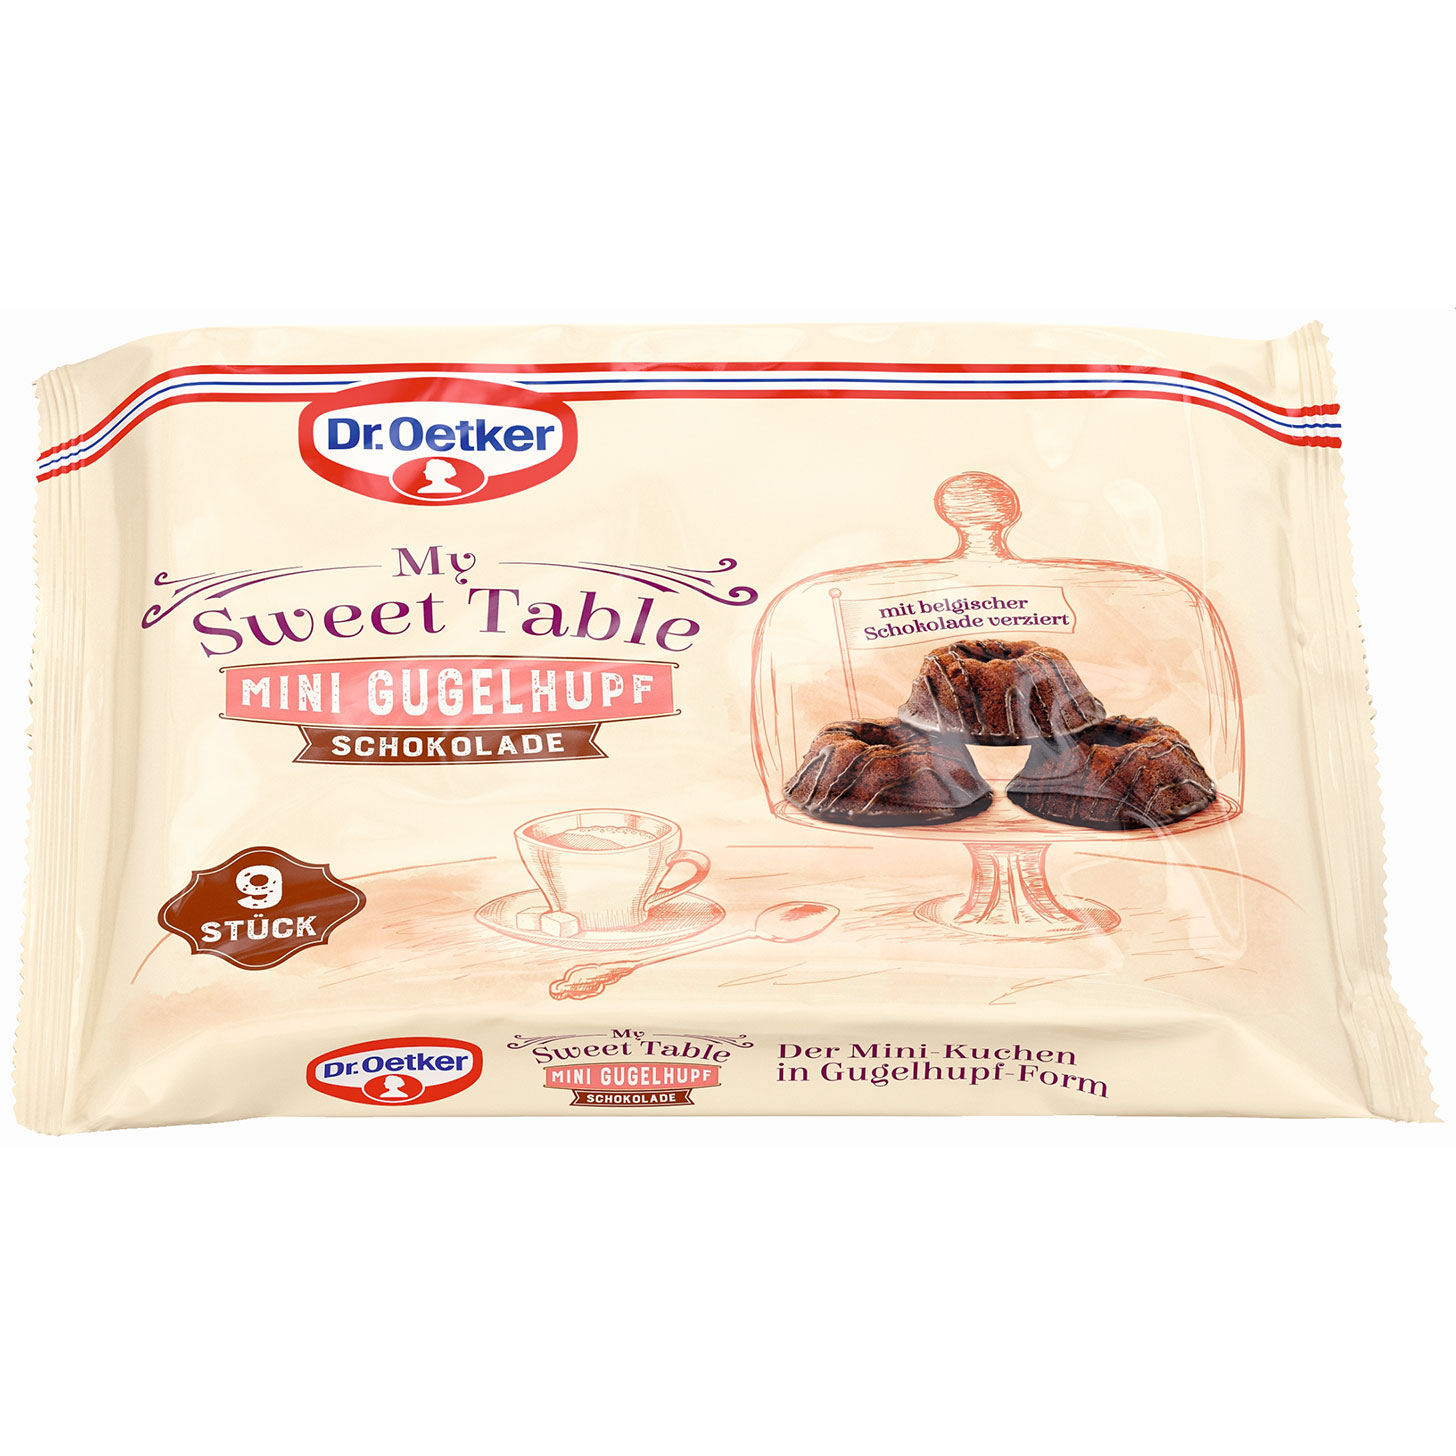 Dr. Oetker
My
Sweet Table
MINI GUGELHUPF
SCHOKOLADE
mit belgischer
Schokolade verziert
9
STÜCK
Dr. Oetker
My
Sweet Table
MINI GUGELHUPF
SCHOKOLADE
Der Mini-Kuchen
in Gugelhupf-Form